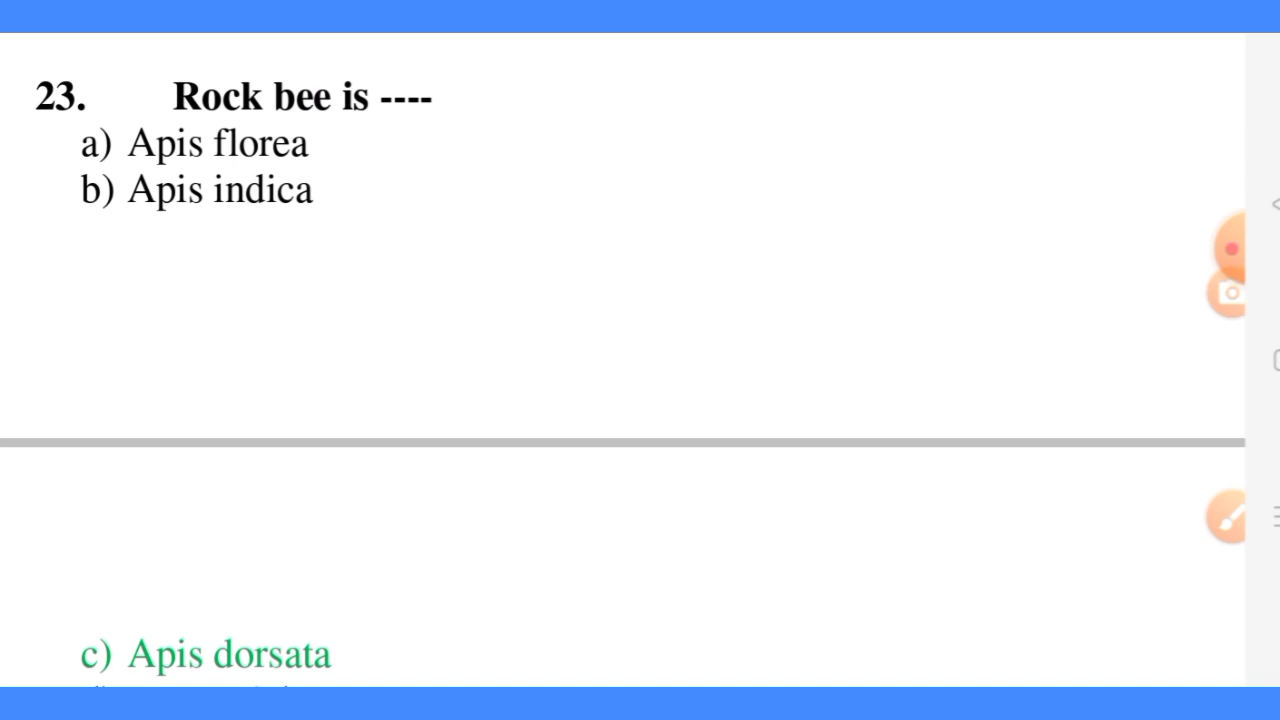 23. Rock bee is ----
a) Apis florea
b) Apis indica
c) Apis dorsata